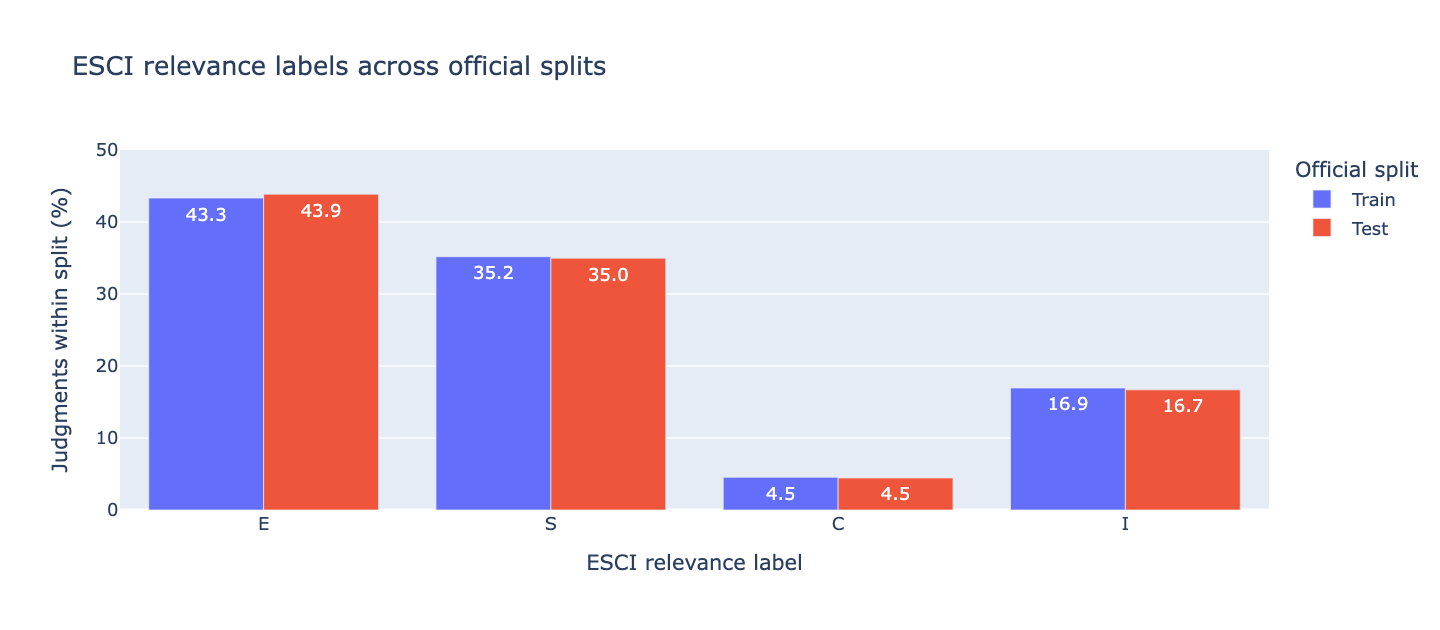 ESCI relevance labels across official splits
50
40
30
20
10
0
Judgments within split (%)
43.3
43.9
35.2
35.0
4.5
4.5
16.9
16.7
E
S
C
I
ESCI relevance label
Official split
Train
Test